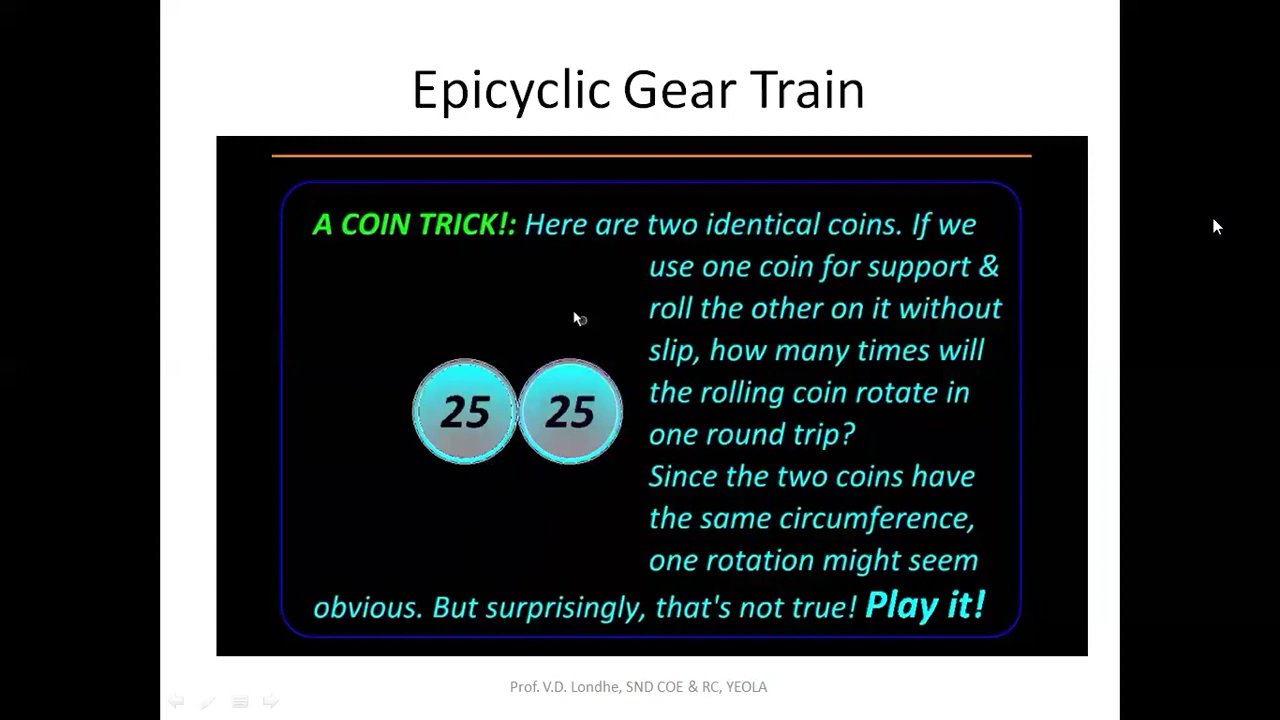 Epicyclic Gear Train
A COIN TRICK!: Here are two identical coins. If we
use one coin for support &
roll the other on it without
slip, how many times will
the rolling coin rotate in
one round trip?
Since the two coins have
the same circumference,
one rotation might seem
obvious. But surprisingly, that's not true! Play it!
25 25
Prof. V.D. Londhe, SND COE & RC, YEOLA